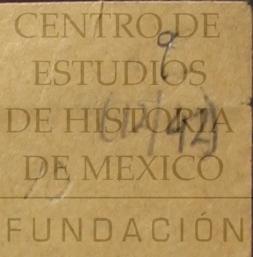 CENTRO DE
ESTUDIOS
DE HISTORIA
DE MEXICO
FUNDACIÓN